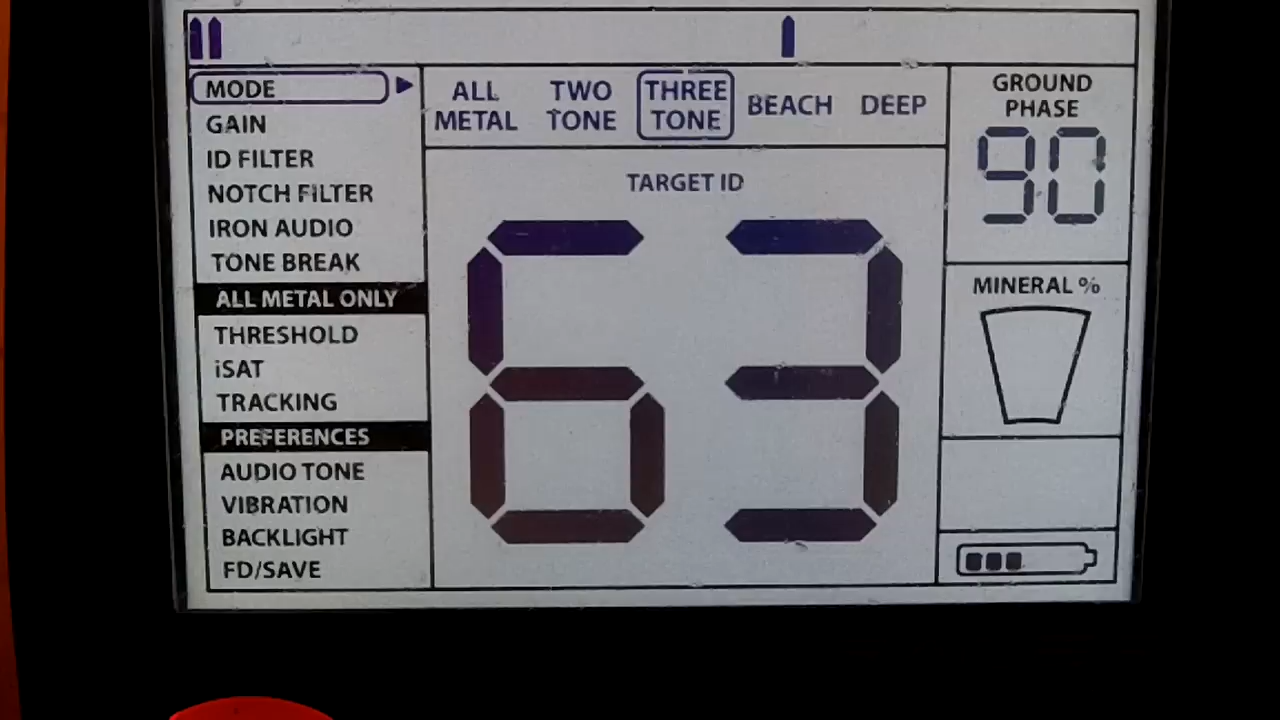 MODE
GAIN
ID FILTER
NOTCH FILTER
IRON AUDIO
TONE BREAK
ALL METAL ONLY
THRESHOLD
iSAT
TRACKING
PREFERENCES
AUDIO TONE
VIBRATION
BACKLIGHT
FD/SAVE
ALL METAL
TWO TONE
THREE TONE
BEACH
DEEP
TARGET ID
63
GROUND
PHASE
90
MINERAL %